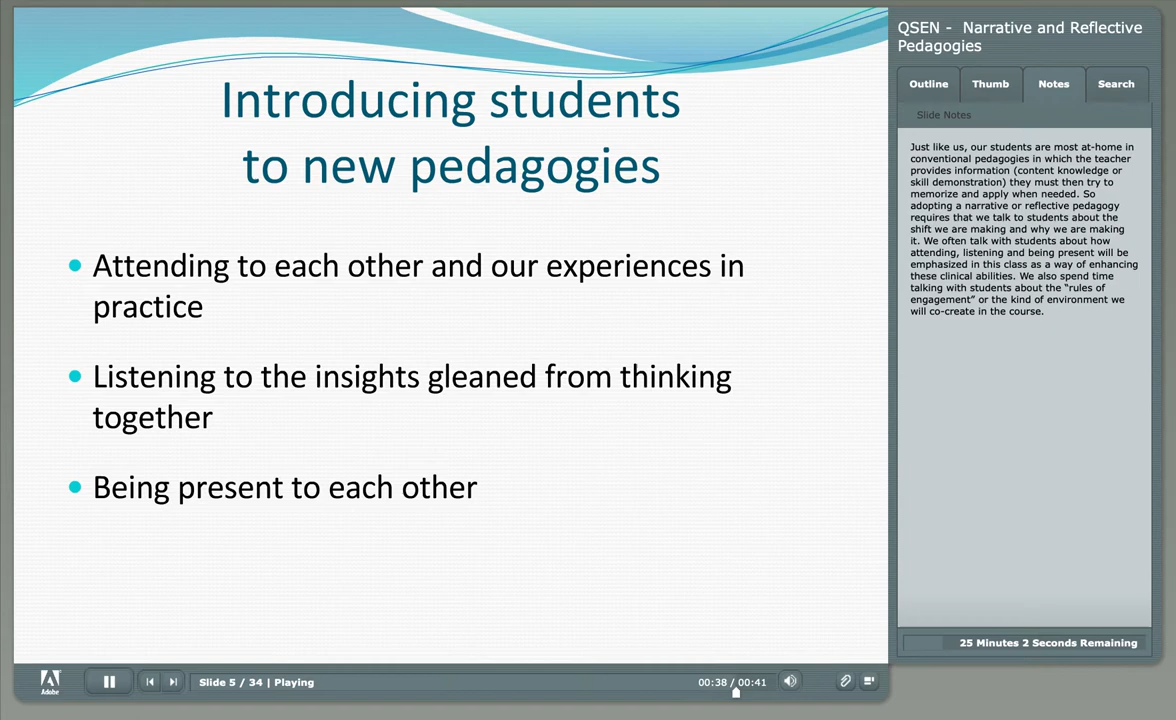 Introducing students
to new pedagogies
Attending to each other and our experiences in
practice
Listening to the insights gleaned from thinking
together
Being present to each other
QSEN - Narrative and Reflective
Pedagogies
Outline Thumb Notes Search
Slide Notes
Just like us, our students are most at-home in
conventional pedagogies in which the teacher
provides information (content knowledge or
skill demonstration) they must then try to
memorize and apply when needed. So
adopting a narrative or reflective pedagogy
requires that we talk to students about the
shift we are making and why we are making
it. We often talk with students about how
attending, listening and being present will be
emphasized in this class as a way of enhancing
these clinical abilities. We also spend time
talking with students about the “rules of
engagement” or the kind of environment we
will co-create in the course.
25 Minutes 2 Seconds Remaining
Adobe
Slide 5 / 34 | Playing
00:38 / 00:41